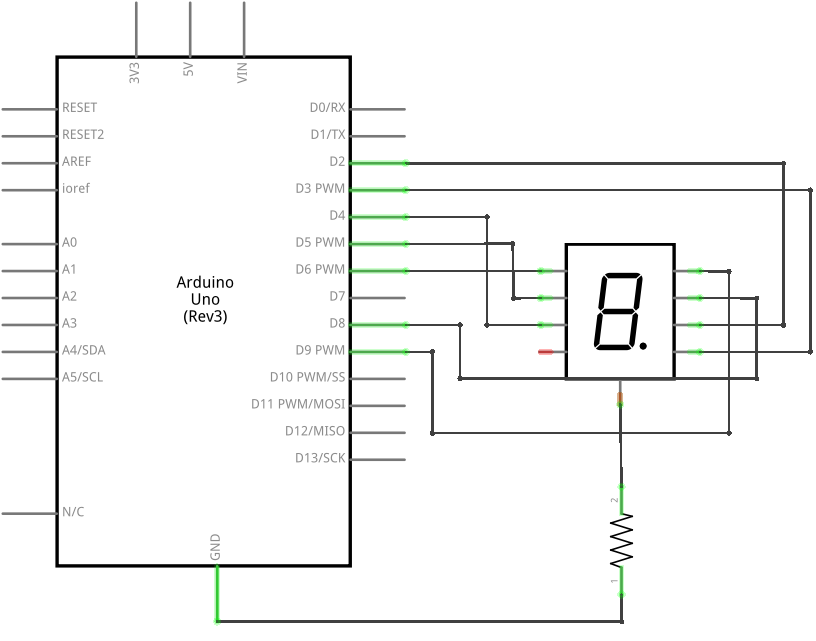 3V3
5V
VIN
RESET
RESET2
AREF
ioref
A0
A1
A2
A3
A4/SDA
A5/SCL
N/C
Arduino
Uno
(Rev3)
D0/RX
D1/TX
D2
D3 PWM
D4
D5 PWM
D6 PWM
D7
D8
D9 PWM
D10 PWM/SS
D11 PWM/MOSI
D12/MISO
D13/SCK
GND
8.
2
1